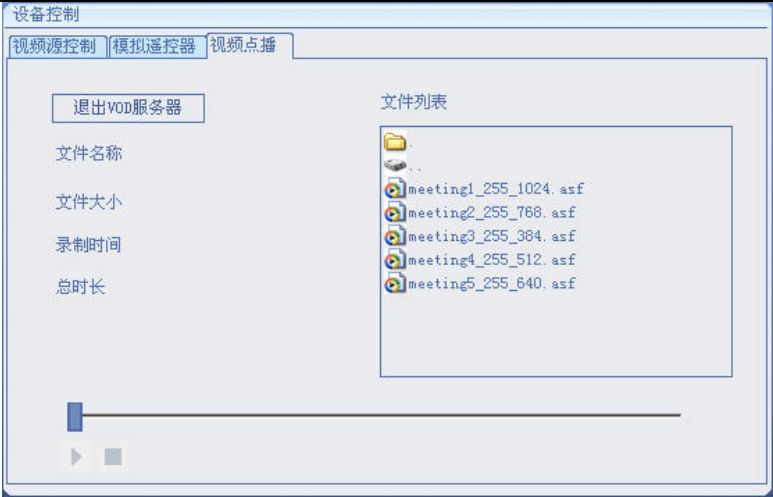 设备控制
视频源控制 模拟遥控器 视频点播
退出VOD服务器
文件名称
文件大小
录制时间
总时长
文件列表
.
..
meeting1_255_1024.asf
meeting2_255_768.asf
meeting3_255_384.asf
meeting4_255_512.asf
meeting5_255_640.asf